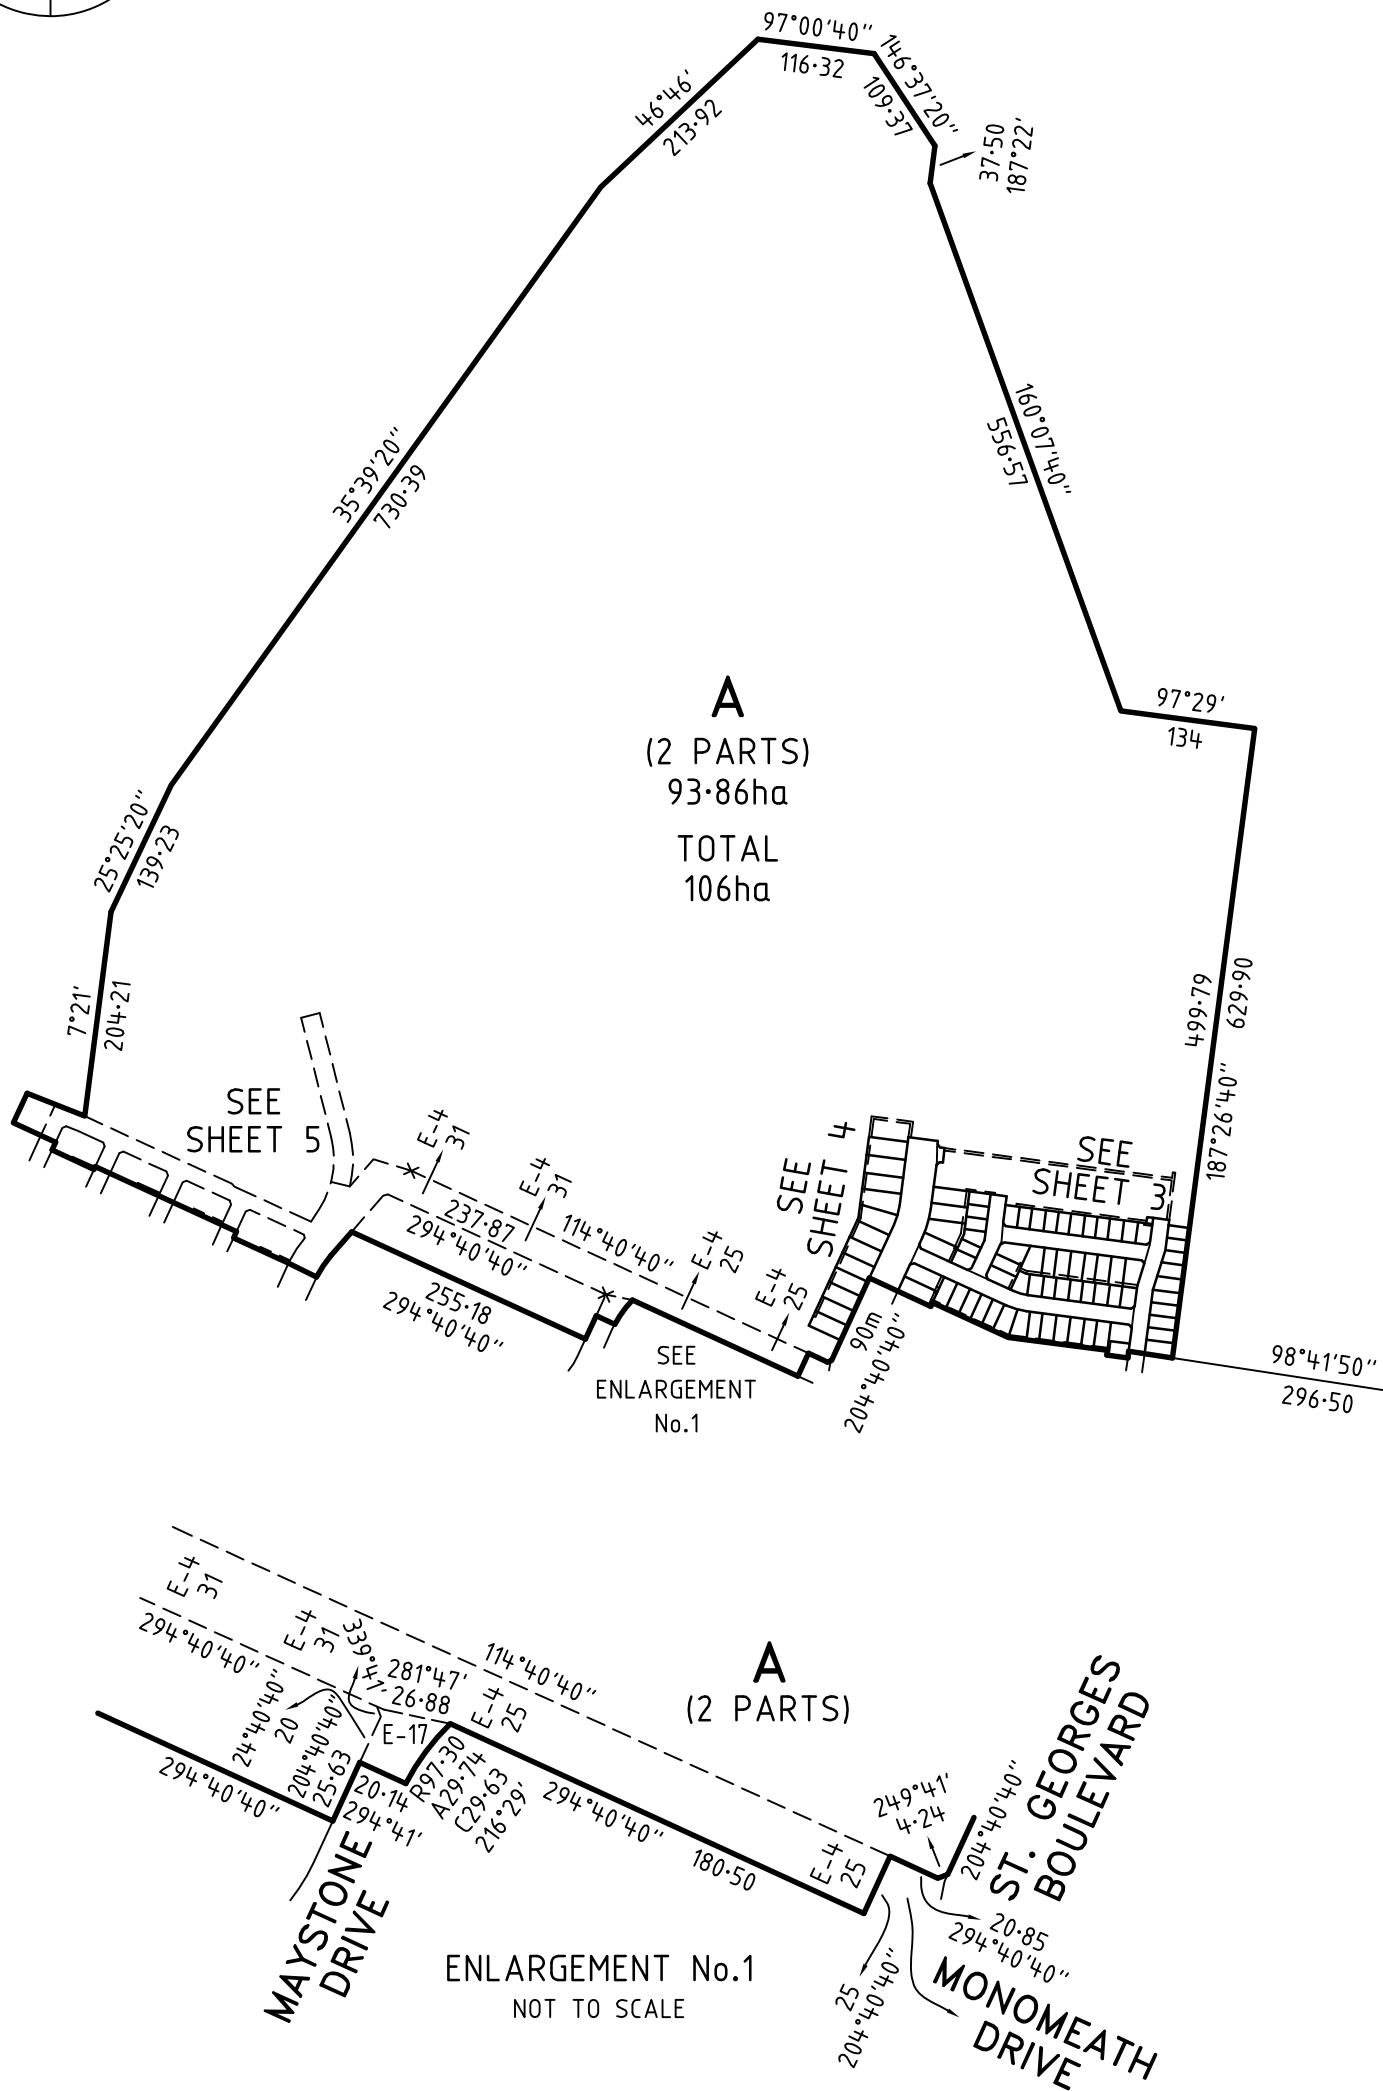 97°00'40"
116·32
146°37'20"
109·37
46°46'
213·92
37·50
187°22'
35°39'20"
730·39
160°07'40"
556·57
A
(2 PARTS)
93·86ha
TOTAL
106ha
97°29'
134
25°25'20"
139·23
7°21'
204·21
499·79
629·90
187°26'40"
SEE
SHEET 5
E-4
31
E-4
31
237·87
294°40'40"
114°40'40"
255·18
294°40'40"
E-4
25
E-4
25
SEE
SHEET 4
SEE
SHEET 3
90m
204°40'40"
98°41'50"
296·50
SEE
ENLARGEMENT
No.1
E-4
31
294°40'40"
E-4
31
339°47'
281°47'
26·88
114°40'40"
E-4
25
E-17
24°40'40"
20
204°40'40"
25·63
20·14
294°41'
R97·30
A29·74
C29·63
216°29'
294°40'40"
294°40'40"
180·50
A
(2 PARTS)
E-4
25
249°41'
4·24
204°40'40"
ST. GEORGES
BOULEVARD
20·85
294°40'40"
25
204°40'40"
MONOMEATH
DRIVE
MAYSTONE
DRIVE
ENLARGEMENT No.1
NOT TO SCALE